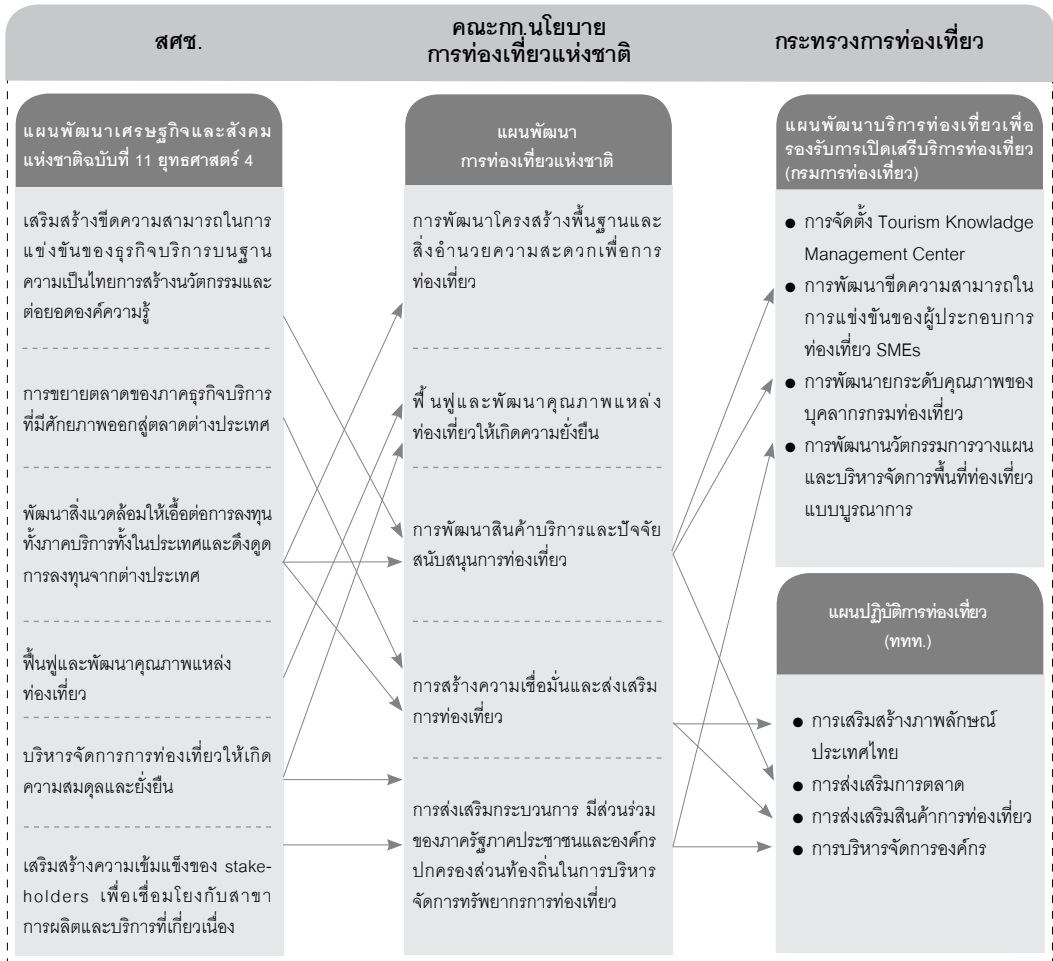 สศช.
คณะกก.นโยบาย
การท่องเที่ยวแห่งชาติ
กระทรวงการท่องเที่ยว
แผนพัฒนาเศรษฐกิจและสังคม
แห่งชาติฉบับที่ 11 ยุทธศาสตร์ 4
เสริมสร้างขีดความสามารถในการ
แข่งขันของธุรกิจบริการบนฐาน
ความเป็นไทยการสร้างนวัตกรรมและ
ต่อยอดองค์ความรู้
การขยายตลาดของภาคธุรกิจบริการ
ที่มีศักยภาพออกสู่ตลาดต่างประเทศ
พัฒนาสิ่งแวดล้อมให้เอื้อต่อการลงทุน
ทั้งภาคบริการทั้งในประเทศและดึงดูด
การลงทุนจากต่างประเทศ
ฟื้นฟูและพัฒนาคุณภาพแหล่ง
ท่องเที่ยว
บริหารจัดการการท่องเที่ยวให้เกิด
ความสมดุลและยั่งยืน
เสริมสร้างความเข้มแข็งของ stake-
holders เพื่อเชื่อมโยงกับสาขา
การผลิตและบริการที่เกี่ยวเนื่อง
แผนพัฒนา
การท่องเที่ยวแห่งชาติ
การพัฒนาโครงสร้างพื้นฐานและ
สิ่งอำนวยความสะดวกเพื่อการ
ท่องเที่ยว
ฟื้นฟูและพัฒนาคุณภาพแหล่ง
ท่องเที่ยวให้เกิดความยั่งยืน
การพัฒนาสินค้าบริการและปัจจัย
สนับสนุนการท่องเที่ยว
การสร้างความเชื่อมั่นและส่งเสริม
การท่องเที่ยว
การส่งเสริมกระบวนการ มีส่วนร่วม
ของภาครัฐภาคประชาชนและองค์กร
ปกครองส่วนท้องถิ่นในการบริหาร
จัดการทรัพยากรการท่องเที่ยว
แผนพัฒนาบริการท่องเที่ยวเพื่อ
รองรับการเปิดเสรีบริการท่องเที่ยว
(กรมการท่องเที่ยว)
● การจัดตั้ง Tourism Knowladge
Management Center
● การพัฒนาขีดความสามารถใน
การแข่งขันของผู้ประกอบการ
ท่องเที่ยว SMEs
● การพัฒนายกระดับคุณภาพของ
บุคลากรกรมท่องเที่ยว
● การพัฒนานวัตกรรมการวางแผน
และบริหารจัดการพื้นที่ท่องเที่ยว
แบบบูรณาการ
แผนปฏิบัติการท่องเที่ยว
(ททท.)
● การเสริมสร้างภาพลักษณ์
ประเทศไทย
● การส่งเสริมการตลาด
● การส่งเสริมสินค้าการท่องเที่ยว
● การบริหารจัดการองค์กร